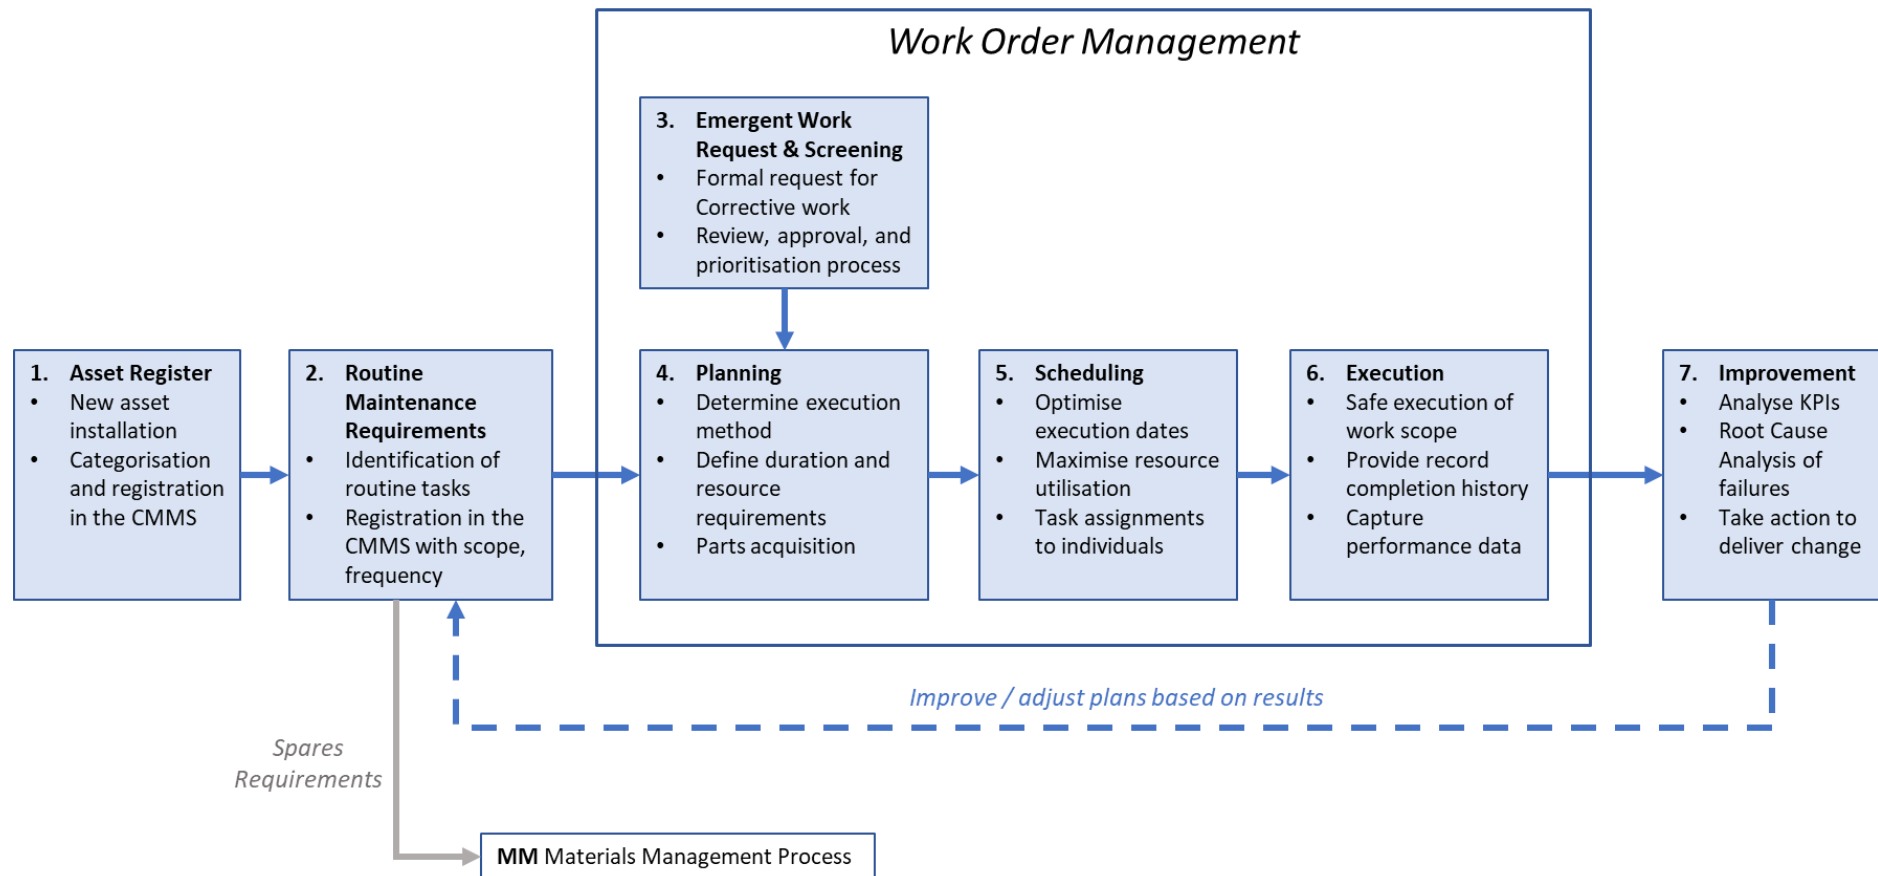 Work Order Management
3. Emergent Work
Request & Screening
• Formal request for
Corrective work
• Review, approval, and
prioritisation process
1. Asset Register
• New asset
installation
• Categorisation
and registration
in the CMMS
2. Routine
Maintenance
Requirements
• Identification of
routine tasks
• Registration in the
CMMS with scope,
frequency
4. Planning
• Determine execution
method
• Define duration and
resource
requirements
• Parts acquisition
5. Scheduling
• Optimise
execution dates
• Maximise resource
utilisation
• Task assignments
to individuals
6. Execution
• Safe execution of
work scope
• Provide record
completion history
• Capture
performance data
7. Improvement
• Analyse KPIs
• Root Cause
Analysis of
failures
• Take action to
deliver change
Improve / adjust plans based on results
Spares
Requirements
MM Materials Management Process